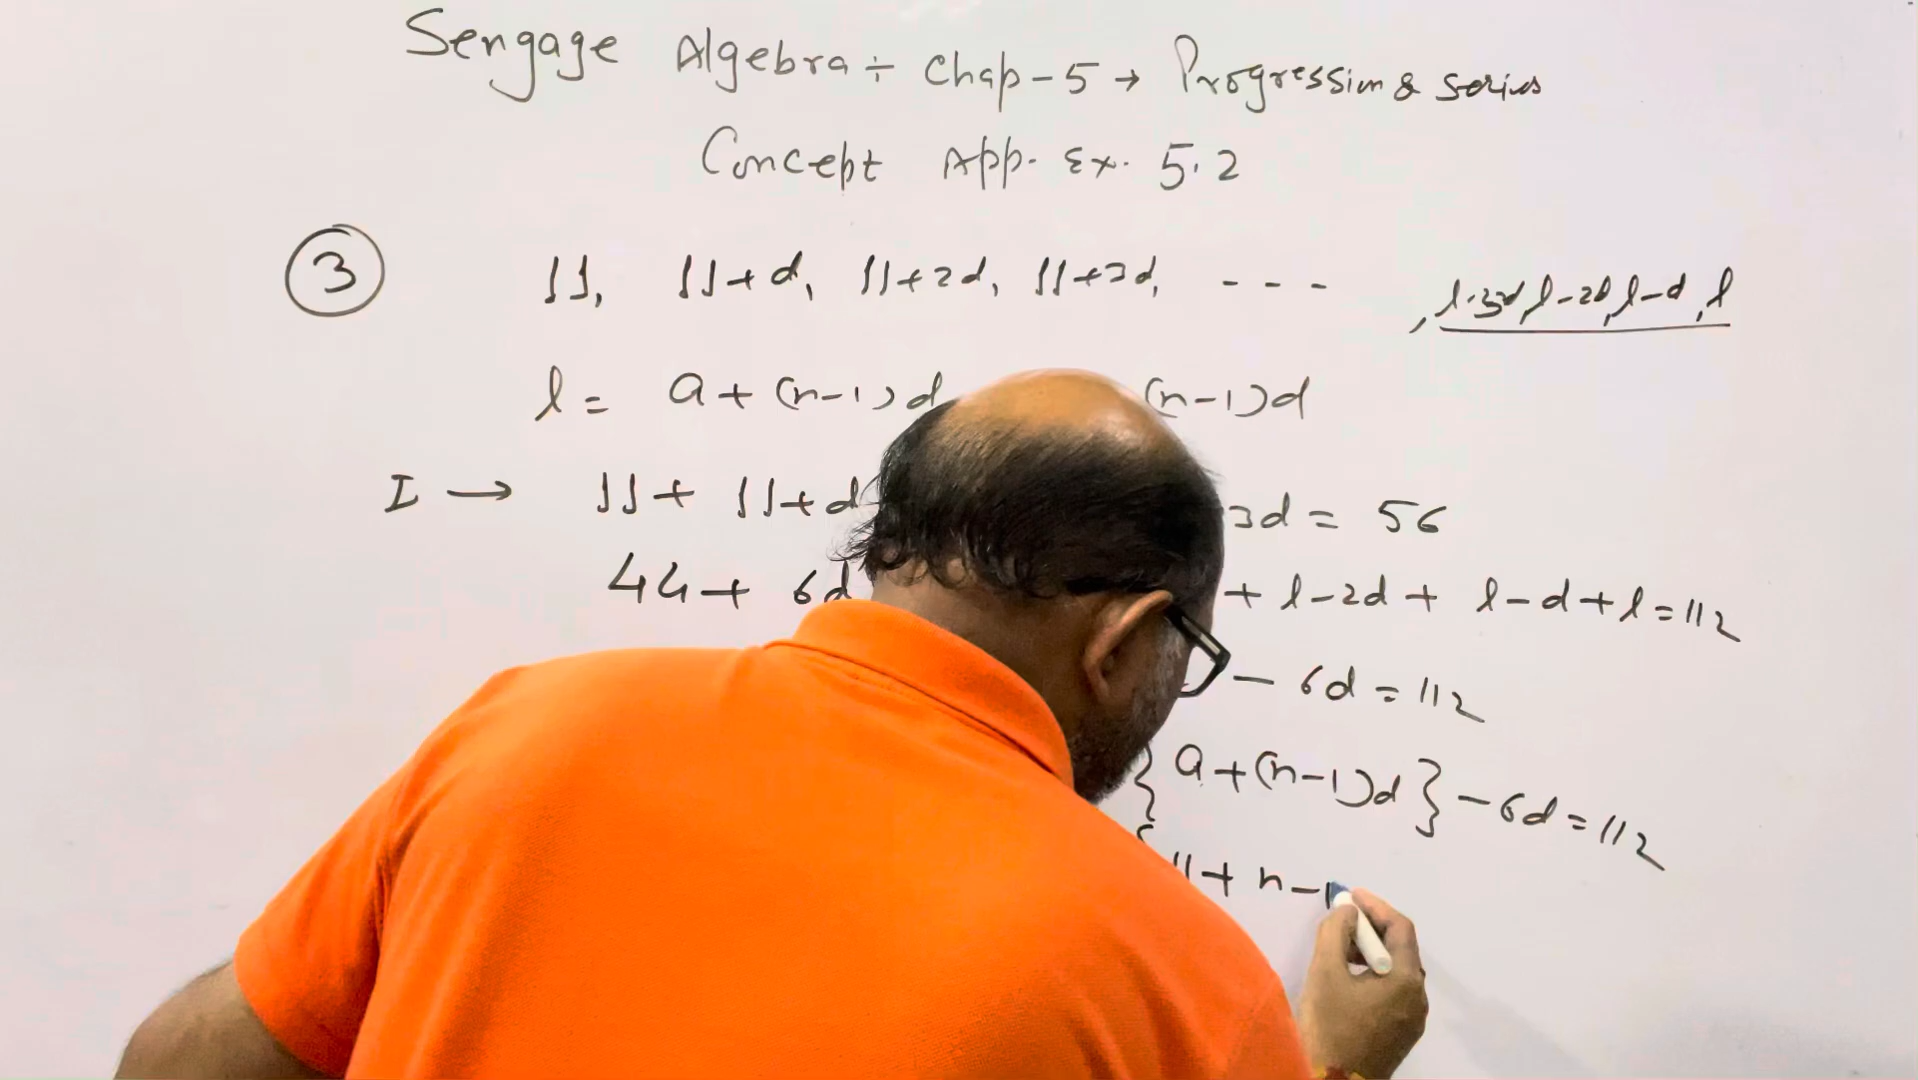 Sengage Algebra ÷ Chap-5 → Progression & Series
Concept App. Ex. 5.2
③ 11, 11+d, 11+2d, 11+3d, - - - , l-3d, l-2d, l-d, l
l = a + (n-1)d (n-1)d
I → 11 + 11+d 3d = 56
44 + 6d + l-2d + l-d+l = 112
- 6d = 112
{ a + (n-1)d } - 6d = 112
{ 11 + n-1